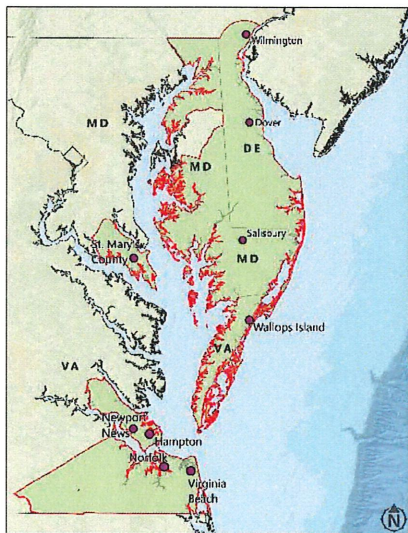 Wilmington
MD
Dover
DE
MD
St. Mary's
County
Salisbury
MD
Wallops Island
VA
VA
Newport
News
Hampton
Norfolk
Virginia
Beach
N